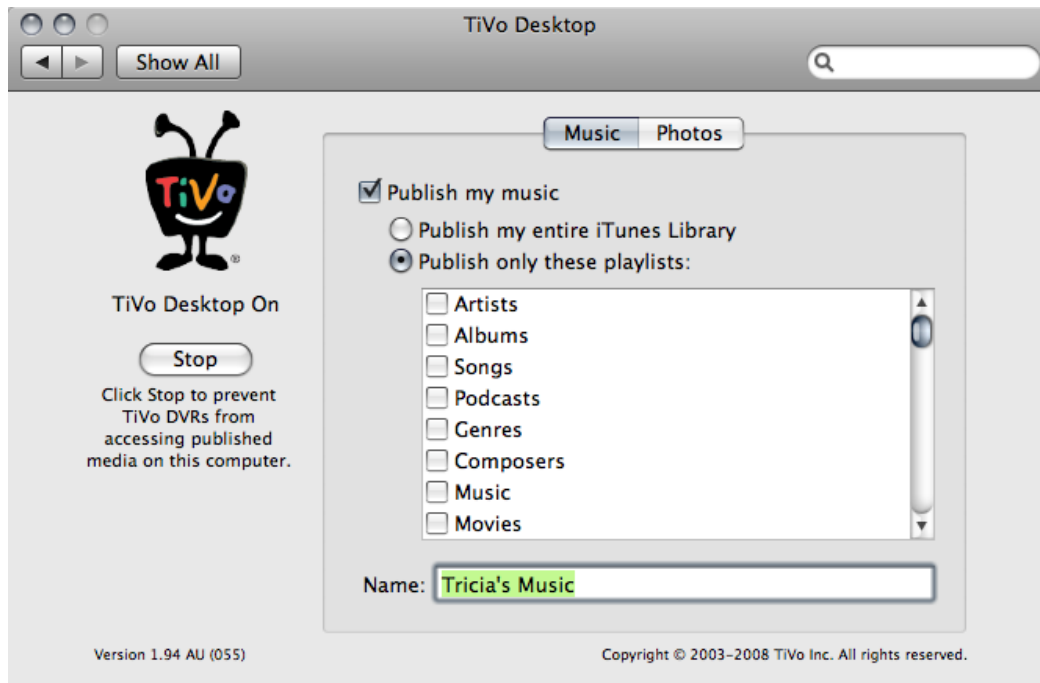 TiVo Desktop
Show All
TiVo
®
TiVo Desktop On
Stop
Click Stop to prevent
TiVo DVRs from
accessing published
media on this computer.
Music Photos
Publish my music
Publish my entire iTunes Library
Publish only these playlists:
Artists
Albums
Songs
Podcasts
Genres
Composers
Music
Movies
Name: Tricia's Music
Version 1.94 AU (055)
Copyright © 2003-2008 TiVo Inc. All rights reserved.